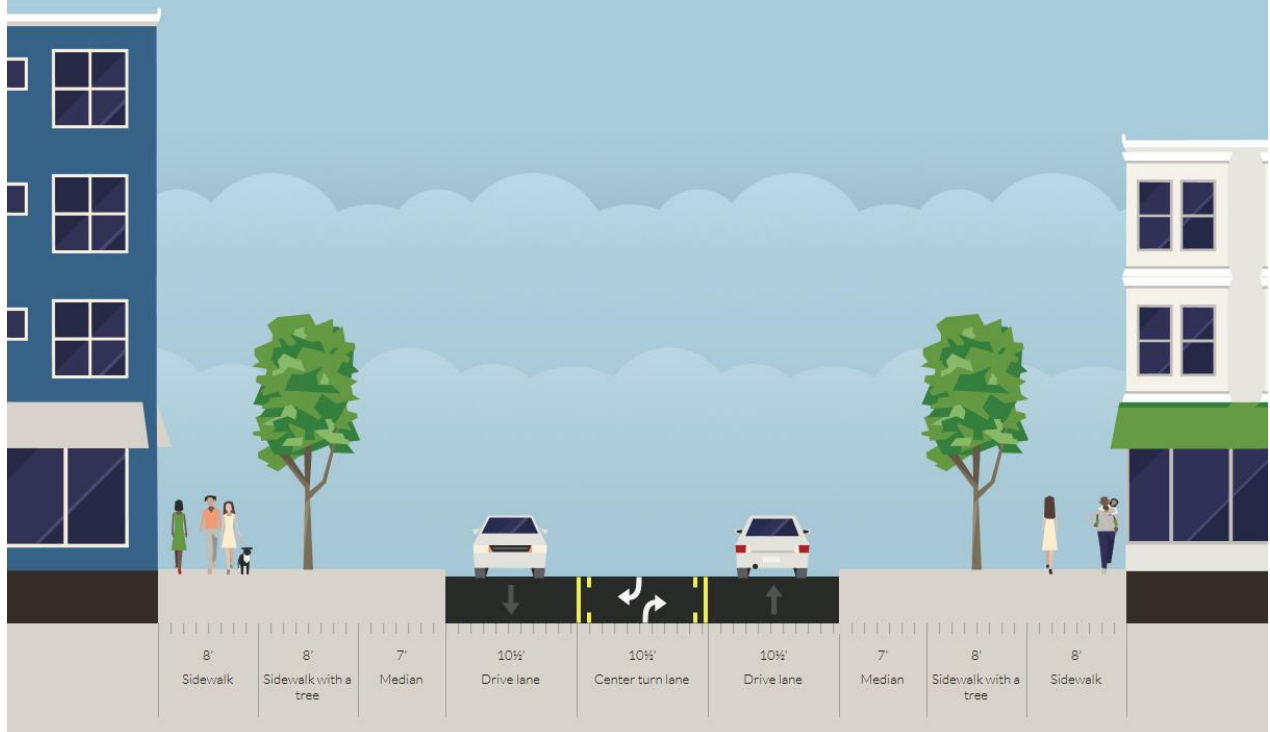 8' 8' 7' 10½' 10½' 10½' 7' 8' 8'
Sidewalk Sidewalk with a Median Drive lane Center turn lane Drive lane Median Sidewalk with a Sidewalk
tree tree